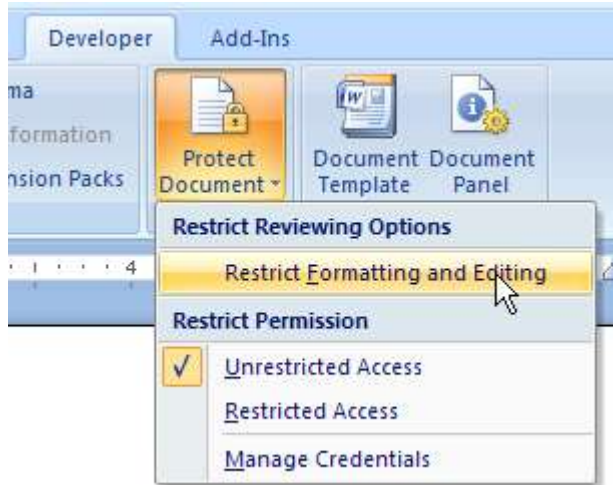 Developer Add-Ins
ma
formation
nsion Packs
Protect
Document
Document
Template
Document
Panel
Restrict Reviewing Options
4
Restrict Formatting and Editing
Restrict Permission
Unrestricted Access
Restricted Access
Manage Credentials